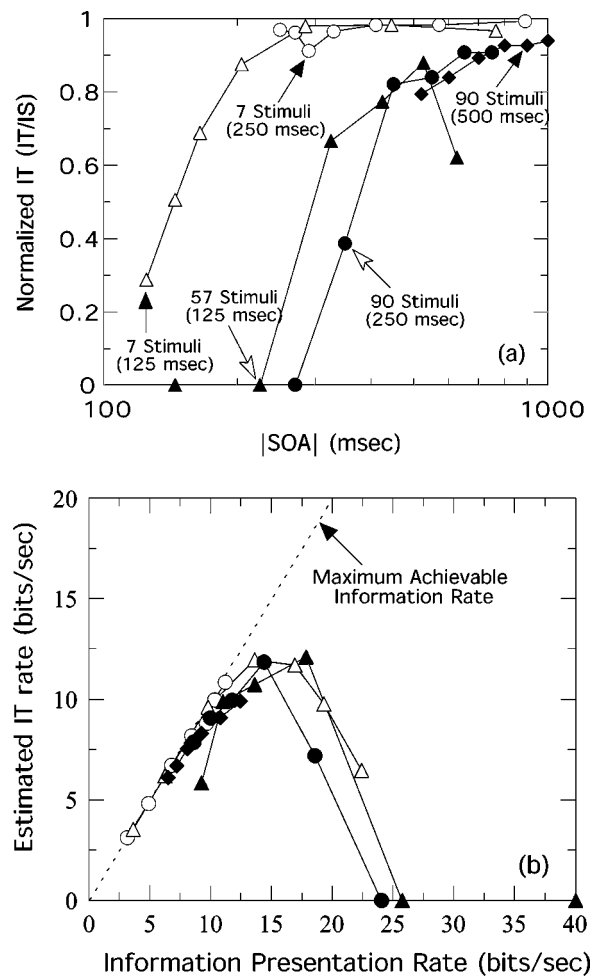 1
0.8
0.6
0.4
0.2
0
Normalized IT (IT/IS)
7 Stimuli
(250 msec)
90 Stimuli
(500 msec)
57 Stimuli
(125 msec)
90 Stimuli
(250 msec)
7 Stimuli
(125 msec)
(a)
100
1000
|SOA| (msec)
20
15
10
5
0
Estimated IT rate (bits/sec)
Maximum Achievable
Information Rate
(b)
0 5 10 15 20 25 30 35 40
Information Presentation Rate (bits/sec)